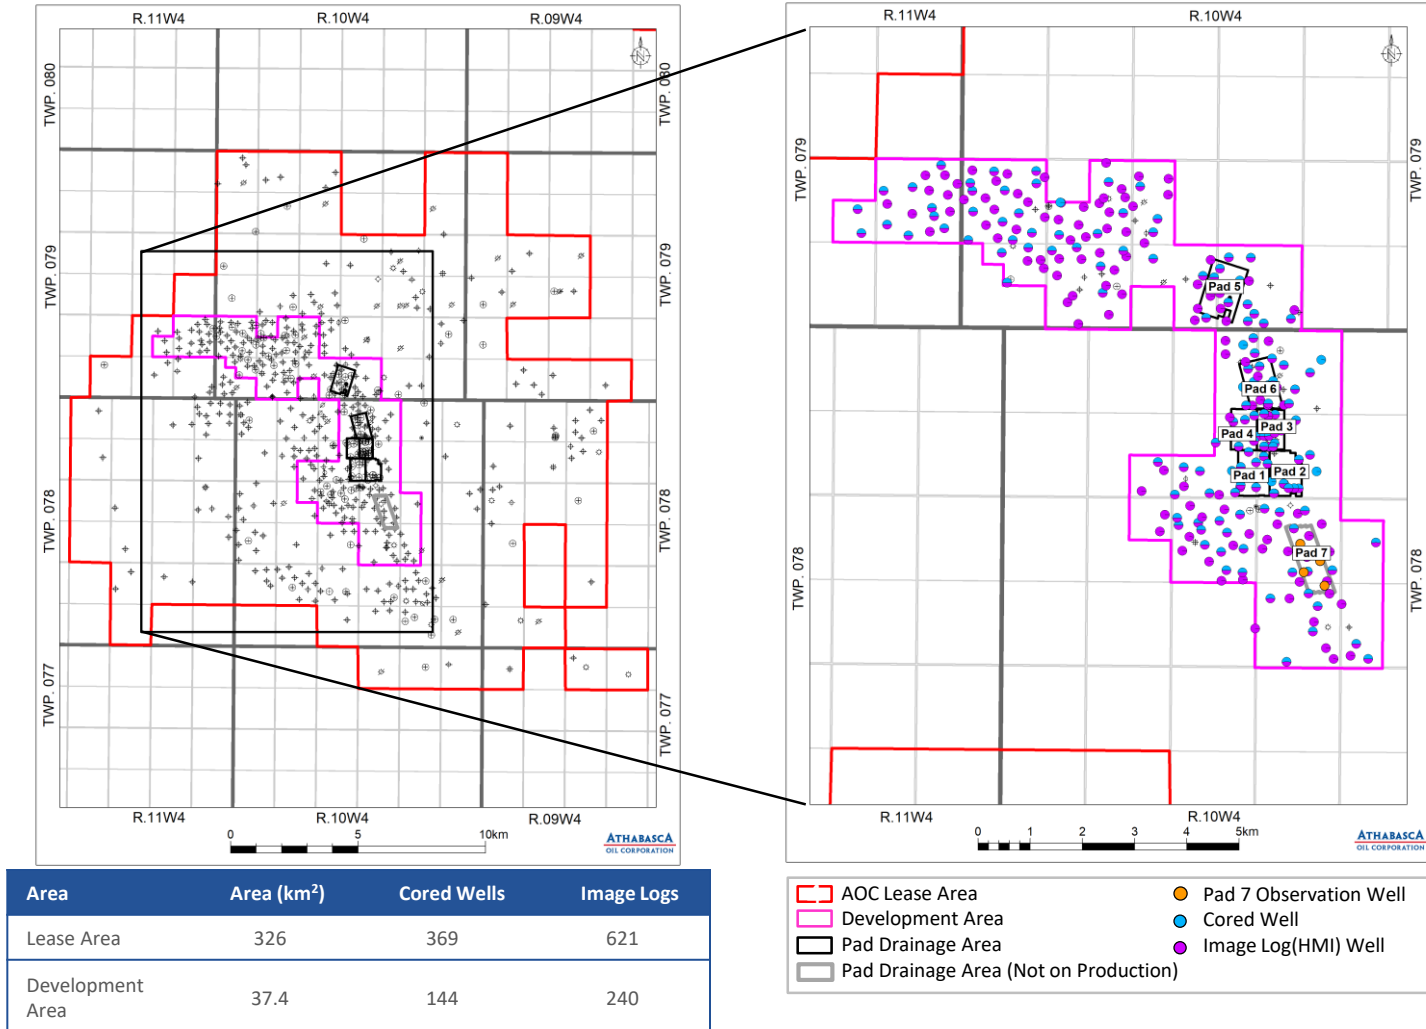 R.11W4 R.10W4 R.09W4
TWP. 080 TWP. 080
TWP. 079 TWP. 079
TWP. 078 TWP. 078
TWP. 077 TWP. 077
N
R.11W4 R.10W4 R.09W4
0 5 10km
ATHABASCA
OIL CORPORATION
R.11W4 R.10W4
N
TWP. 079 TWP. 079
Pad 5
Pad 6
Pad 3
Pad 4
Pad 2
Pad 1
Pad 7
TWP. 078 TWP. 078
R.11W4 R.10W4
0 1 2 3 4 5km
ATHABASCA
OIL CORPORATION
Area Area (km²) Cored Wells Image Logs
Lease Area 326 369 621
Development
Area 37.4 144 240
AOC Lease Area
Development Area
Pad Drainage Area
Pad Drainage Area (Not on Production)
Pad 7 Observation Well
Cored Well
Image Log(HMI) Well